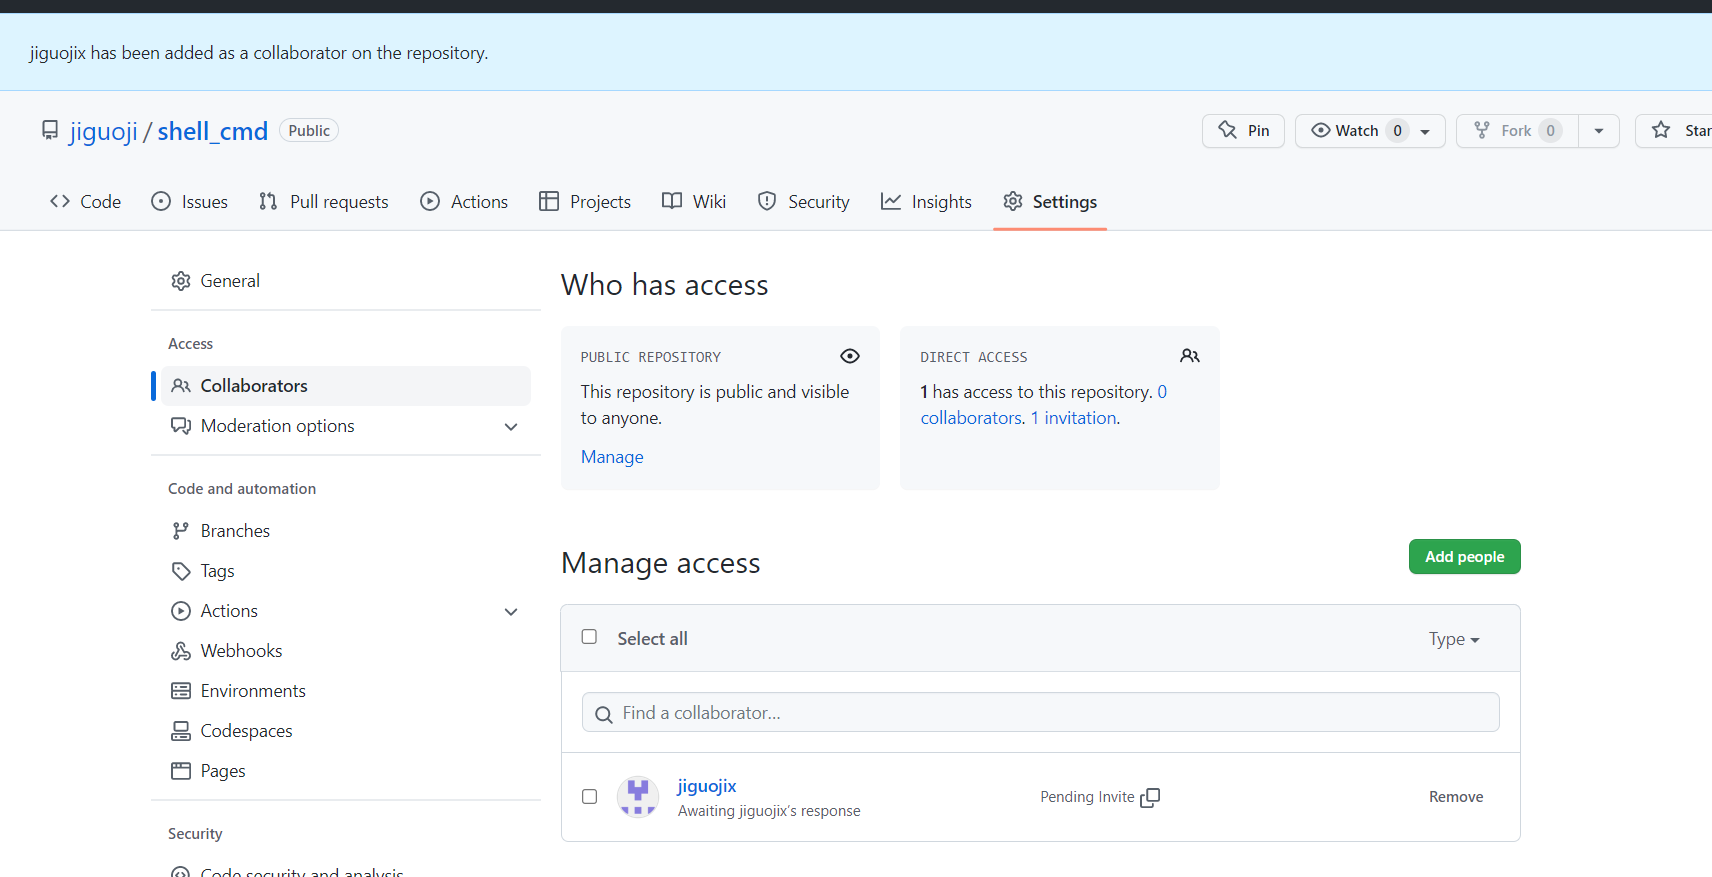 jiguojix has been added as a collaborator on the repository.
jiguoji / shell_cmd Public
Pin Watch 0 Fork 0 Star
Code Issues Pull requests Actions Projects Wiki Security Insights Settings
General
Access
Collaborators
Moderation options
Code and automation
Branches
Tags
Actions
Webhooks
Environments
Codespaces
Pages
Security
Code security and analysis
Who has access
PUBLIC REPOSITORY
This repository is public and visible
to anyone.
Manage
DIRECT ACCESS
1 has access to this repository. 0
collaborators. 1 invitation.
Manage access
Add people
Select all
Type
Find a collaborator...
jiguojix
Awaiting jiguojix's response
Pending Invite
Remove